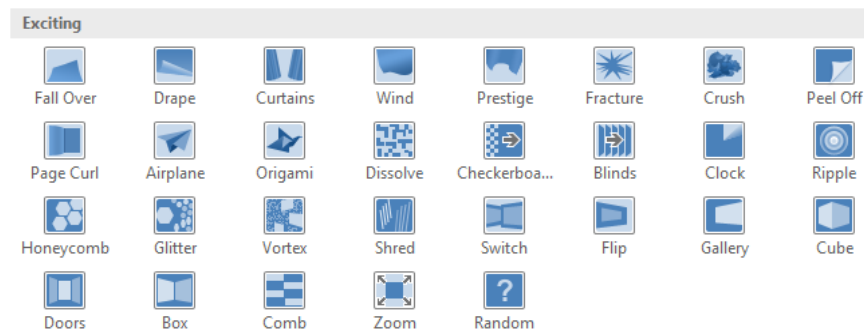 Exciting
Fall Over Drape Curtains Wind Prestige Fracture Crush Peel Off
Page Curl Airplane Origami Dissolve Checkerboa... Blinds Clock Ripple
Honeycomb Glitter Vortex Shred Switch Flip Gallery Cube
Doors Box Comb Zoom Random